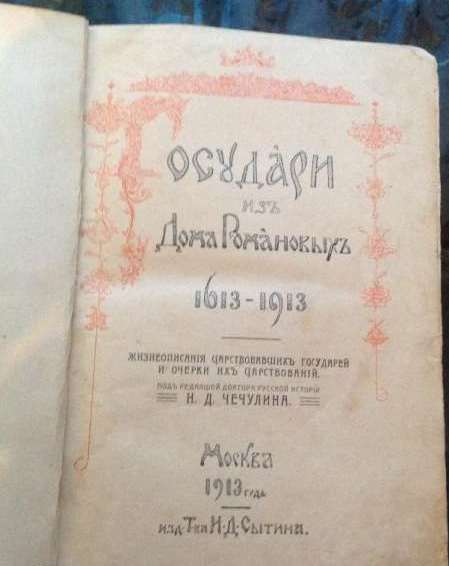 Государи
изъ
Дома Романовыхъ
1613-1913
ЖИЗНЕОПИСАНІЯ ЦАРСТВОВАВШИХЪ ГОСУДАРЕЙ
И ОЧЕРКИ ИХЪ ЦАРСТВОВАНІЙ.
ПОДЪ РЕДАКЦІЕЙ ДОКТОРА РУССКОЙ ИСТОРІИ
Н. Д. ЧЕЧУЛИНА.
Москва
1913 года
изд. Т-ва И. Д. Сытина.